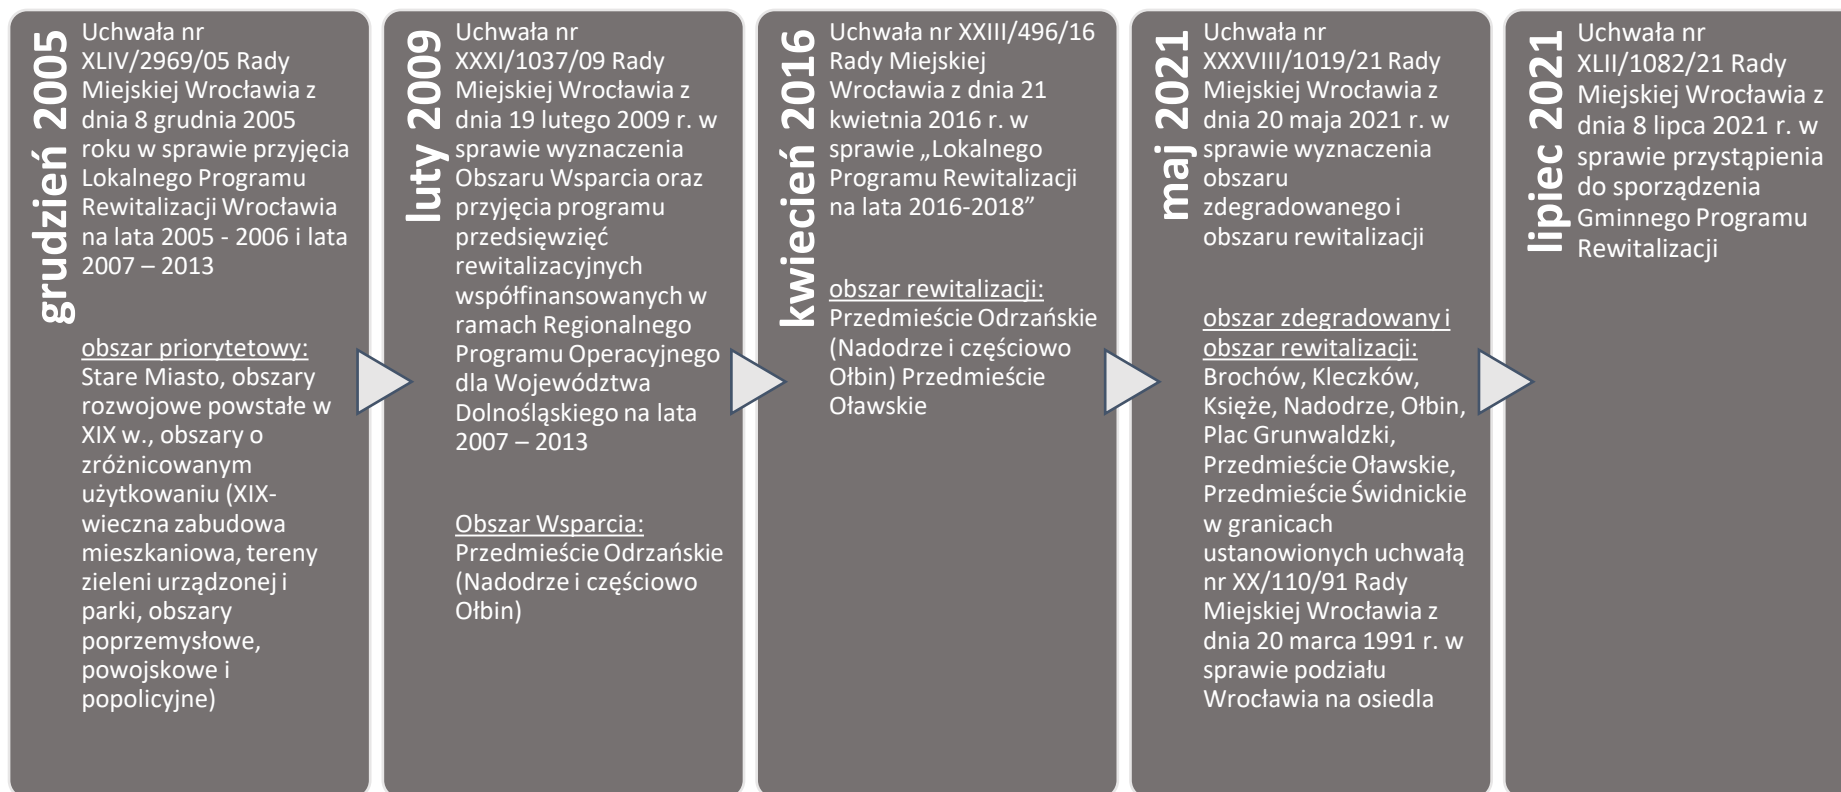 grudzień 2005
Uchwała nr
XLIV/2969/05 Rady
Miejskiej Wrocławia z
dnia 8 grudnia 2005
roku w sprawie przyjęcia
Lokalnego Programu
Rewitalizacji Wrocławia
na lata 2005 - 2006 i lata
2007 – 2013
obszar priorytetowy:
Stare Miasto, obszary
rozwojowe powstałe w
XIX w., obszary o
zróżnicowanym
użytkowaniu (XIX-
wieczna zabudowa
mieszkaniowa, tereny
zieleni urządzonej i
parki, obszary
poprzemysłowe,
powojskowe i
popolicyjne)
luty 2009
Uchwała nr
XXXI/1037/09 Rady
Miejskiej Wrocławia z
dnia 19 lutego 2009 r. w
sprawie wyznaczenia
Obszaru Wsparcia oraz
przyjęcia programu
przedsięwzięć
rewitalizacyjnych
współfinansowanych w
ramach Regionalnego
Programu Operacyjnego
dla Województwa
Dolnośląskiego na lata
2007 – 2013
Obszar Wsparcia:
Przedmieście Odrzańskie
(Nadodrze i częściowo
Ołbin)
kwiecień 2016
Uchwała nr XXIII/496/16
Rady Miejskiej
Wrocławia z dnia 21
kwietnia 2016 r. w
sprawie „Lokalnego
Programu Rewitalizacji
na lata 2016-2018”
obszar rewitalizacji:
Przedmieście Odrzańskie
(Nadodrze i częściowo
Ołbin) Przedmieście
Oławskie
maj 2021
Uchwała nr
XXXVIII/1019/21 Rady
Miejskiej Wrocławia z
dnia 20 maja 2021 r. w
sprawie wyznaczenia
obszaru
zdegradowanego i
obszaru rewitalizacji
obszar zdegradowany i
obszar rewitalizacji:
Brochów, Kleczków,
Księże, Nadodrze, Ołbin,
Plac Grunwaldzki,
Przedmieście Oławskie,
Przedmieście Świdnickie
w granicach
ustanowionych uchwałą
nr XX/110/91 Rady
Miejskiej Wrocławia z
dnia 20 marca 1991 r. w
sprawie podziału
Wrocławia na osiedla
lipiec 2021
Uchwała nr
XLII/1082/21 Rady
Miejskiej Wrocławia z
dnia 8 lipca 2021 r. w
sprawie przystąpienia
do sporządzenia
Gminnego Programu
Rewitalizacji